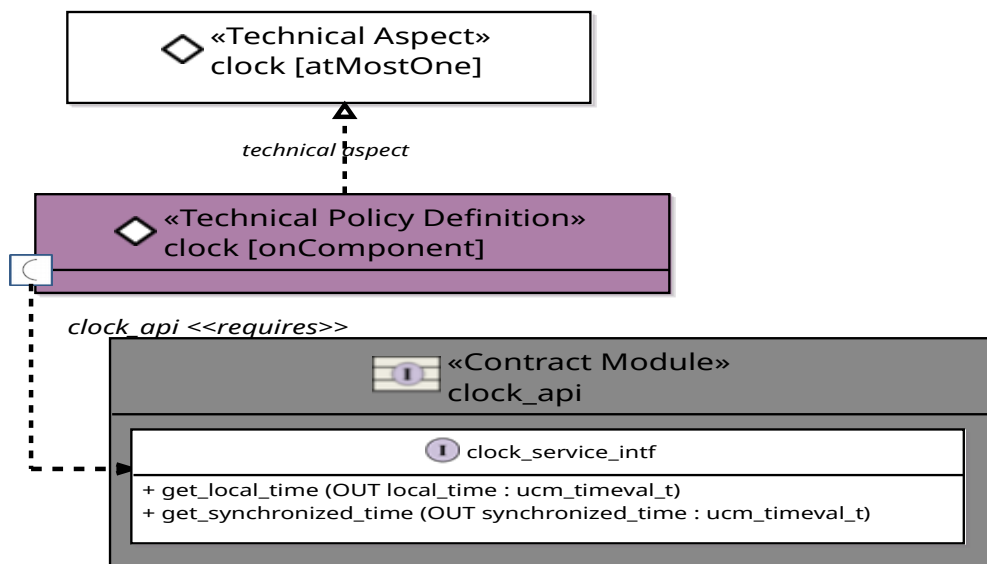 «Technical Aspect»
clock [atMostOne]
technical aspect
«Technical Policy Definition»
clock [onComponent]
clock_api <<requires>>
«Contract Module»
clock_api
I clock_service_intf
+ get_local_time (OUT local_time : ucm_timeval_t)
+ get_synchronized_time (OUT synchronized_time : ucm_timeval_t)